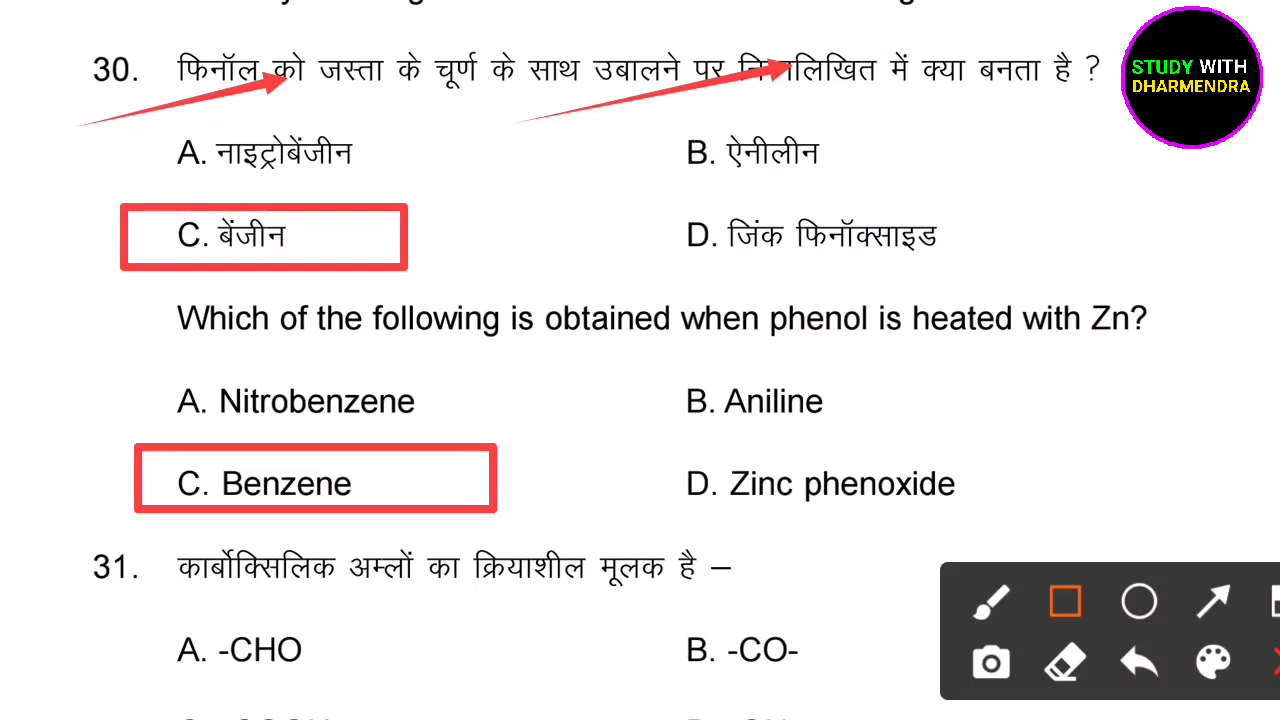 30. फिनॉल को जस्ता के चूर्ण के साथ उबालने पर निम्नलिखित में क्या बनता है ?
STUDY WITH
DHARMENDRA
A. नाइट्रोबेंजीन B. ऐनीलीन
C. बेंजीन D. जिंक फिनॉक्साइड
Which of the following is obtained when phenol is heated with Zn?
A. Nitrobenzene B. Aniline
C. Benzene D. Zinc phenoxide
31. कार्बोक्सिलिक अम्लों का क्रियाशील मूलक है –
A. -CHO B. -CO-